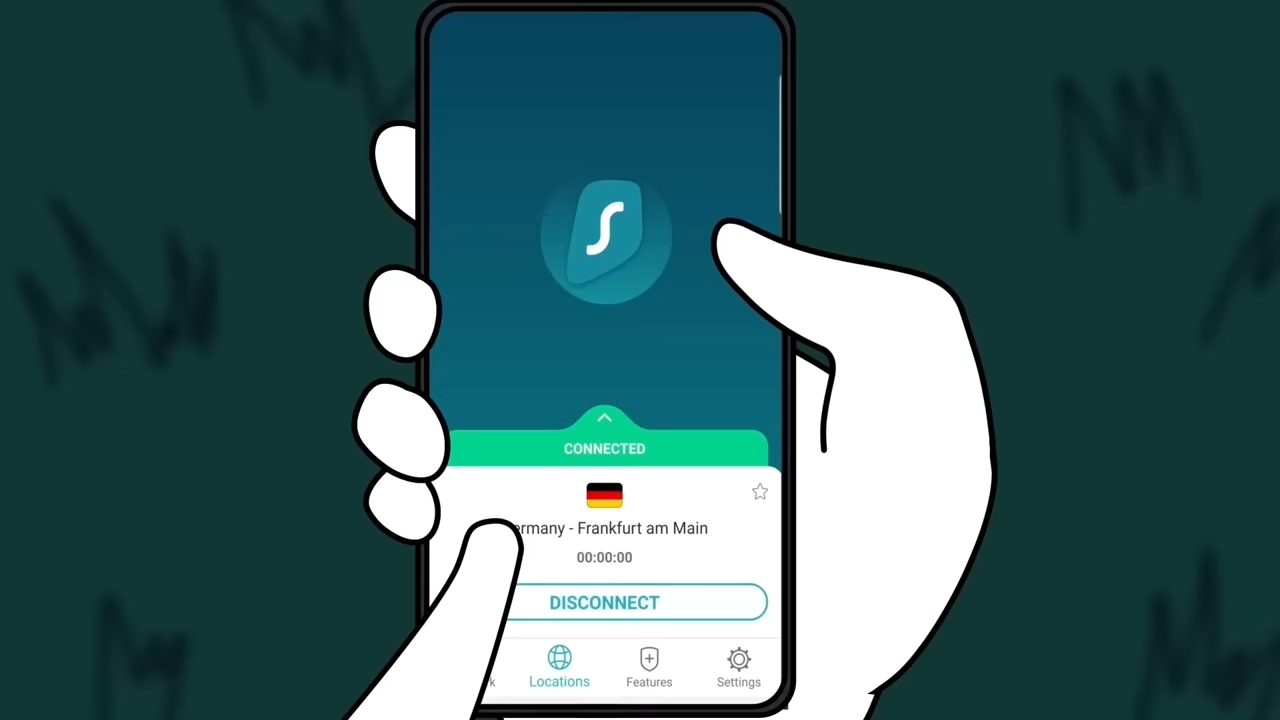 CONNECTED
ermany - Frankfurt am Main
00:00:00
DISCONNECT
k Locations Features Settings